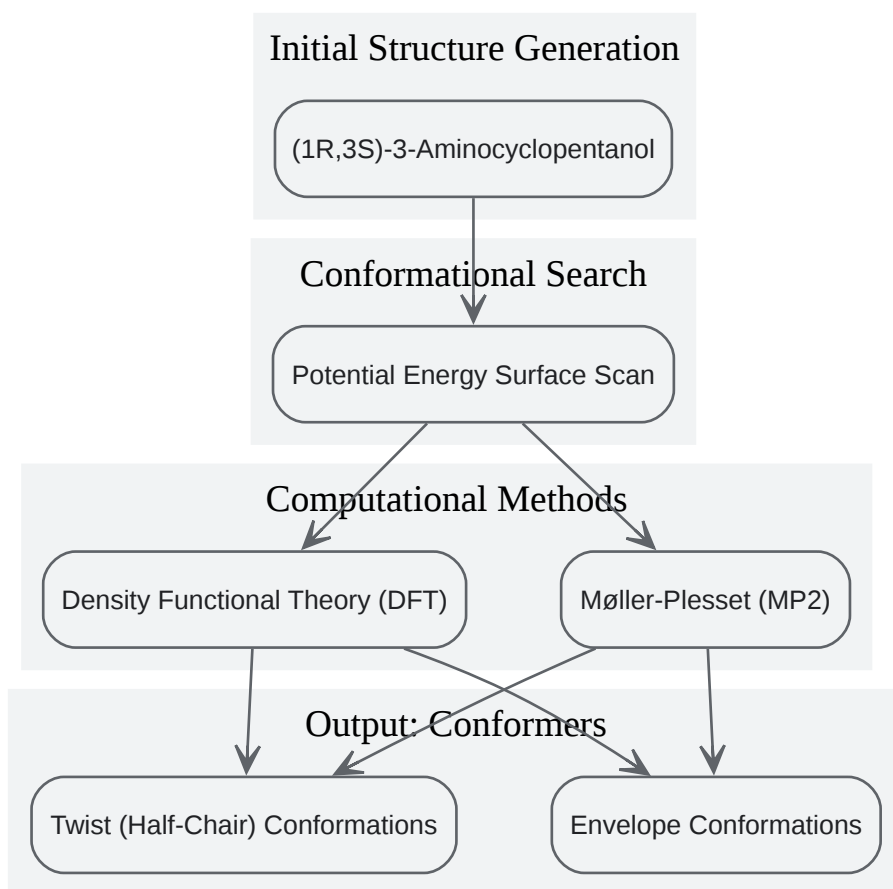 Initial Structure Generation
(1R,3S)-3-Aminocyclopentanol
Conformational Search
Potential Energy Surface Scan
Computational Methods
Density Functional Theory (DFT)
Møller-Plesset (MP2)
Output: Conformers
Twist (Half-Chair) Conformations
Envelope Conformations